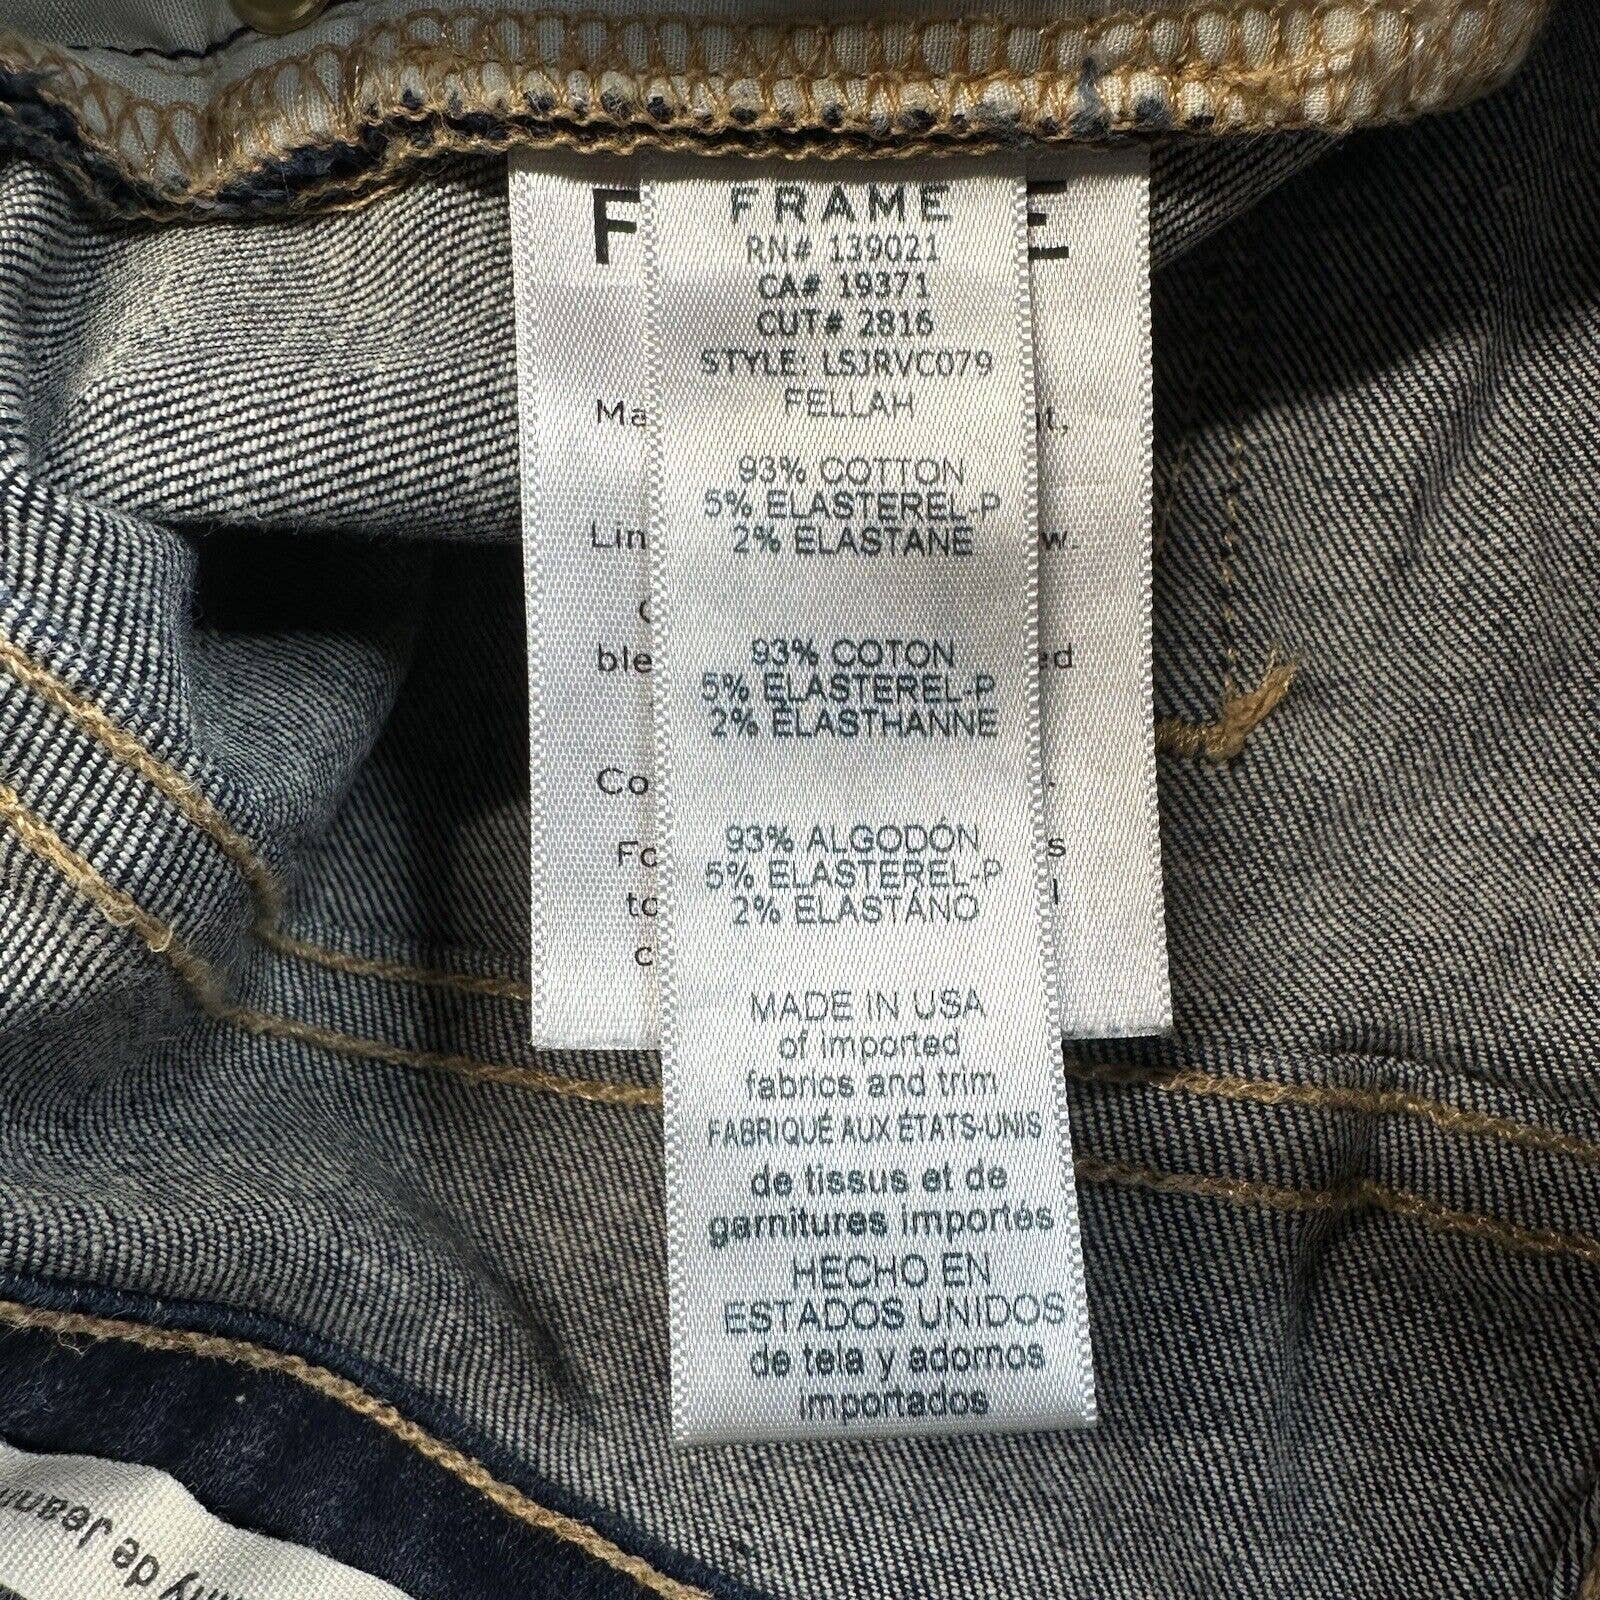 FRAME
RN# 139021
CA# 19371
CUT# 2816
STYLE: LSJRVC079
FELLAH
93% COTTON
5% ELASTEREL-P
2% ELASTANE
93% COTON
5% ELASTEREL-P
2% ELASTHANNE
93% ALGODÓN
5% ELASTEREL-P
2% ELASTÁNO
MADE IN USA
of imported
fabrics and trim
FABRIQUÉ AUX ÉTATS-UNIS
de tissus et de
garnitures importés
HECHO EN
ESTADOS UNIDOS
de tela y adornos
importados